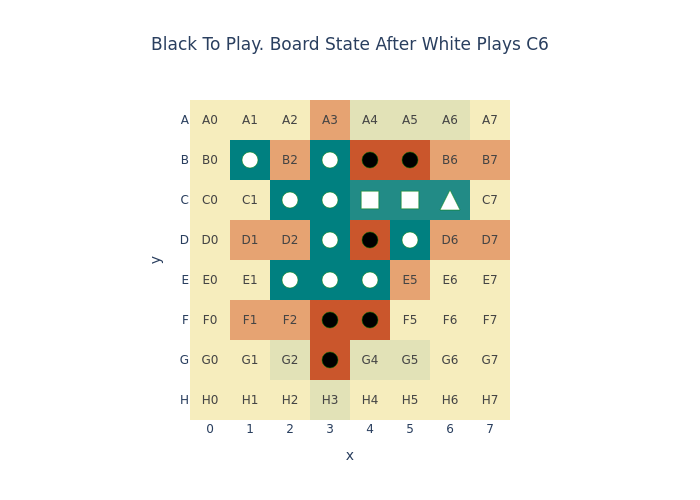 Black To Play. Board State After White Plays C6
A A0 A1 A2 A3 A4 A5 A6 A7
B B0 B2 B6 B7
C C0 C1 C7
D D0 D1 D2 D6 D7
y
E E0 E1 E5 E6 E7
F F0 F1 F2 F5 F6 F7
G G0 G1 G2 G4 G5 G6 G7
H H0 H1 H2 H3 H4 H5 H6 H7
0 1 2 3 4 5 6 7
x